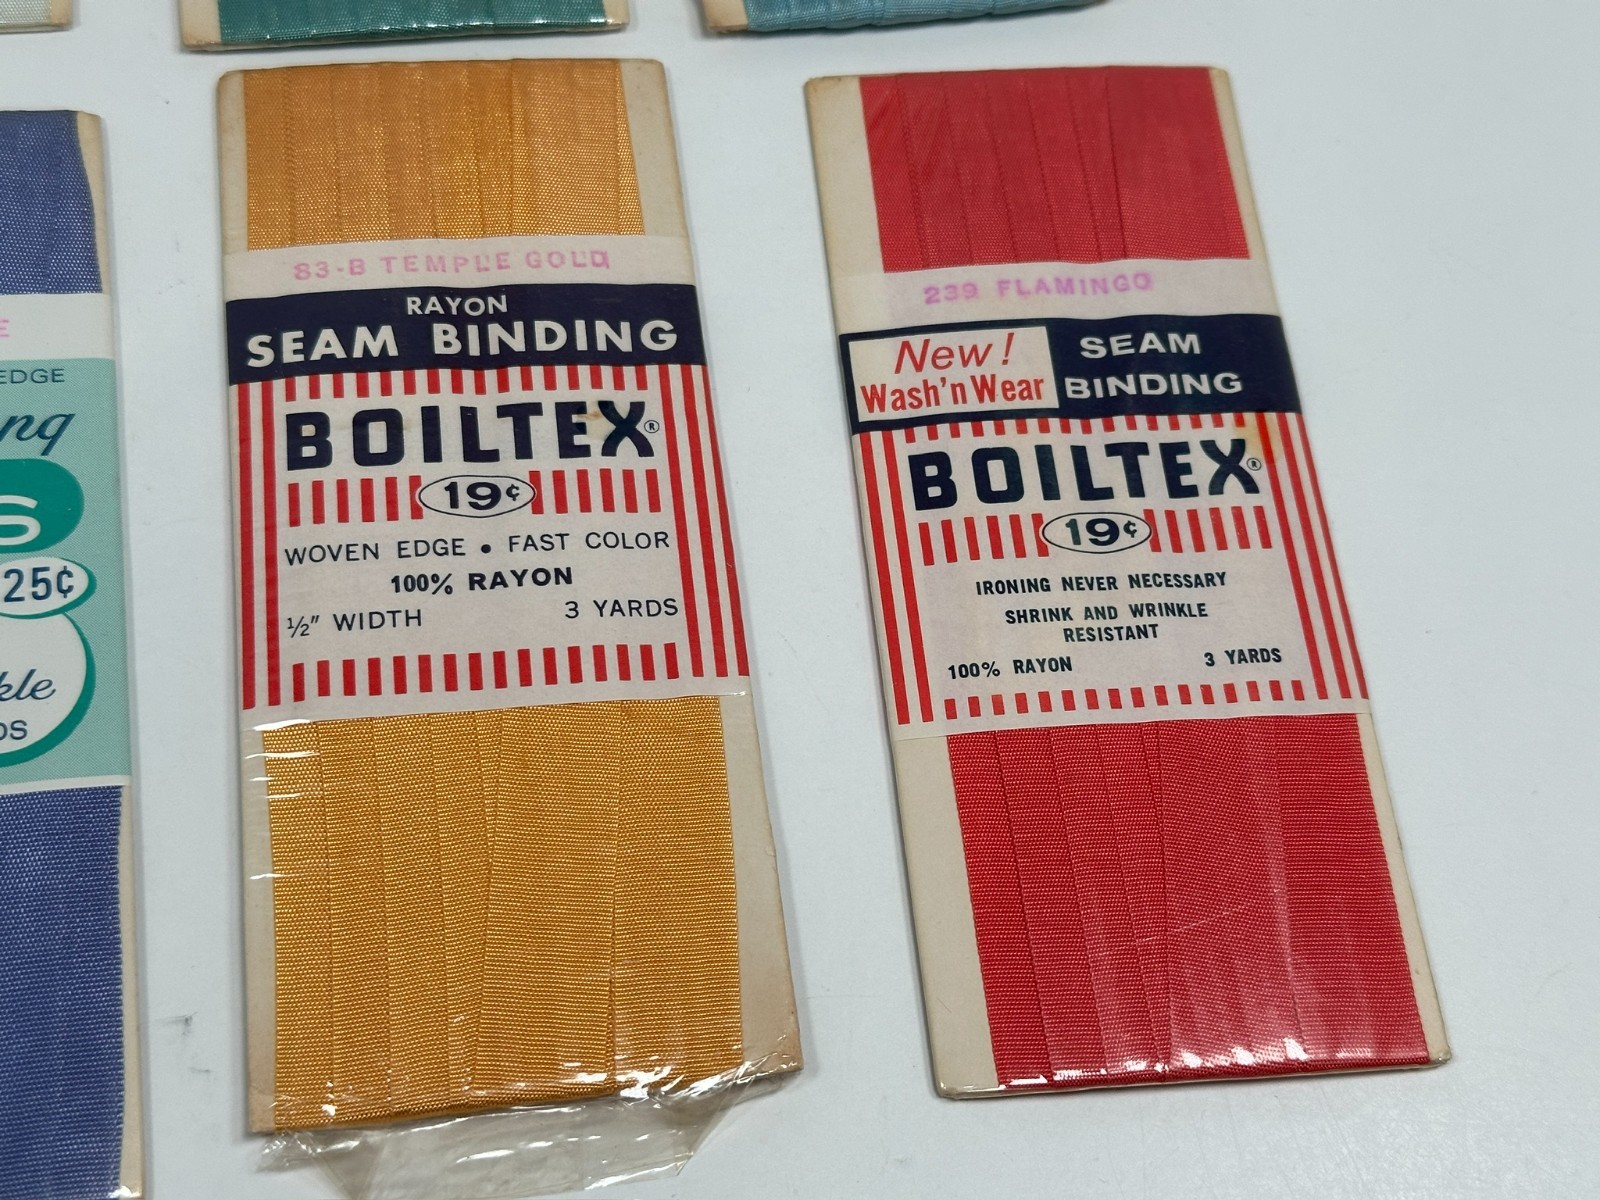 83-B TEMPLE GOLD
RAYON
SEAM BINDING
BOILTEX®
19¢
WOVEN EDGE • FAST COLOR
100% RAYON
½" WIDTH 3 YARDS
239 FLAMINGO
New!
Wash'n Wear
SEAM
BINDING
BOILTEX®
19¢
IRONING NEVER NECESSARY
SHRINK AND WRINKLE
RESISTANT
100% RAYON 3 YARDS
EDGE
25¢